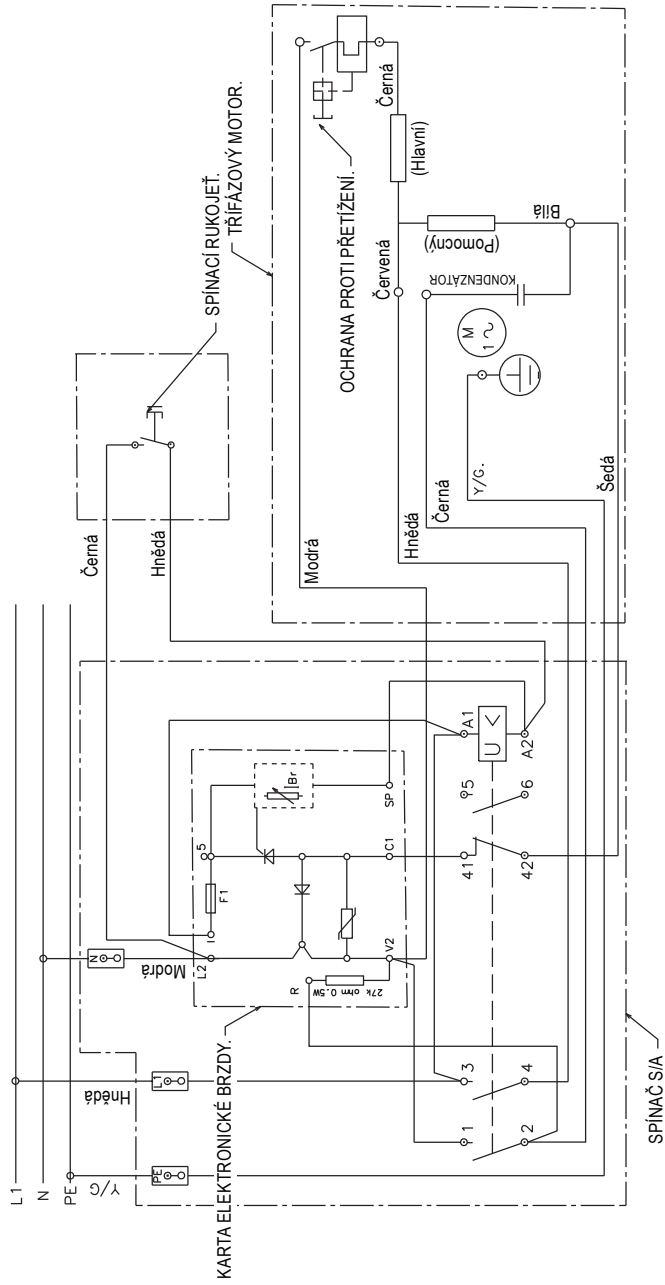 L1
N
PE
Y/G
Hnědá
Modrá
PE
L1
N
SPÍNACÍ RUKOJEŤ.
TŘÍFÁZOVÝ MOTOR.
Černá
Hnědá
OCHRANA PROTI PŘETÍŽENÍ.
Černá
(Hlavní)
Červená
(Pomocný)
Bílá
KONDENZÁTOR
M
1
Modrá
Hnědá
Černá
Y/G.
Šedá
KARTA ELEKTRONICKÉ BRZDY.
L2
I
F1
5
Br
SP
C1
V2
R
27k ohm 0.5W
1
2
3
4
41
42
15
6
A1
U <
A2
SPÍNAČ S/A